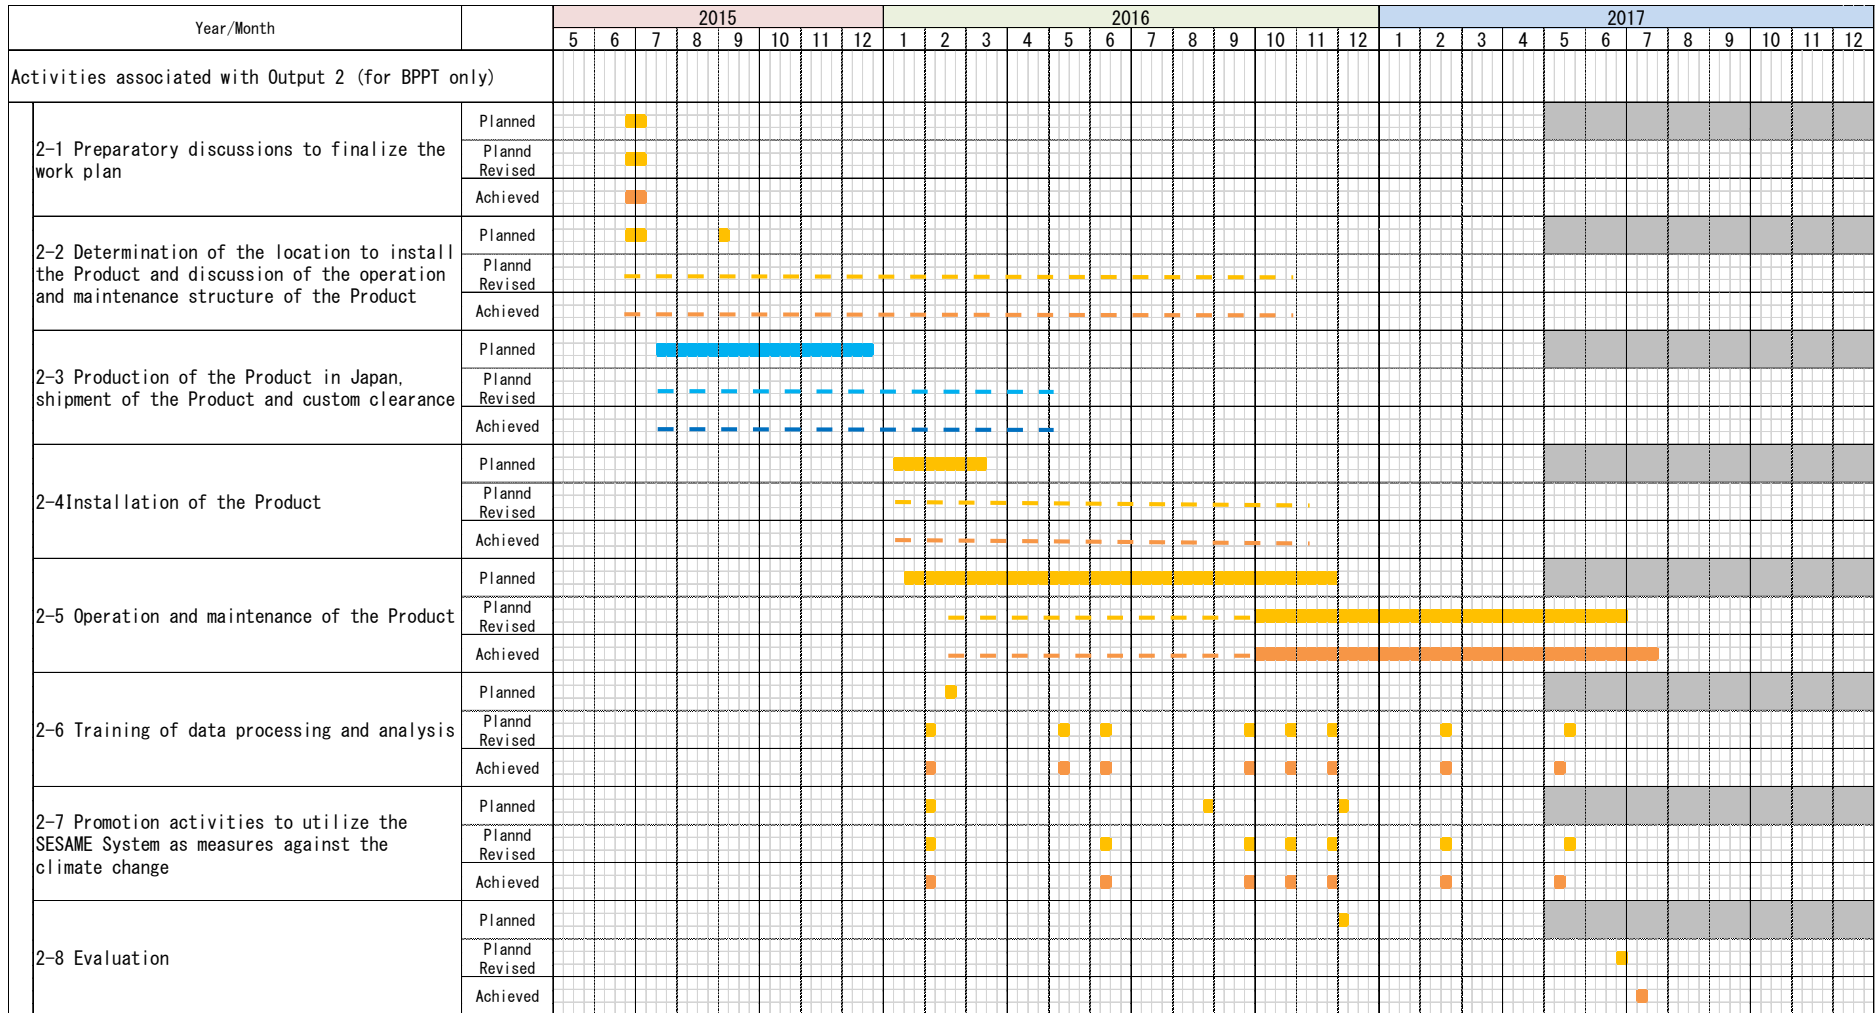 Year/Month
2015
2016
2017
5 6 7 8 9 10 11 12 1 2 3 4 5 6 7 8 9 10 11 12 1 2 3 4 5 6 7 8 9 10 11 12
Activities associated with Output 2 (for BPPT only)
2-1 Preparatory discussions to finalize the
work plan
Planned
Plannd
Revised
Achieved
2-2 Determination of the location to install
the Product and discussion of the operation
and maintenance structure of the Product
Planned
Plannd
Revised
Achieved
2-3 Production of the Product in Japan,
shipment of the Product and custom clearance
Planned
Plannd
Revised
Achieved
2-4Installation of the Product
Planned
Plannd
Revised
Achieved
2-5 Operation and maintenance of the Product
Planned
Plannd
Revised
Achieved
2-6 Training of data processing and analysis
Planned
Plannd
Revised
Achieved
2-7 Promotion activities to utilize the
SESAME System as measures against the
climate change
Planned
Plannd
Revised
Achieved
2-8 Evaluation
Planned
Plannd
Revised
Achieved